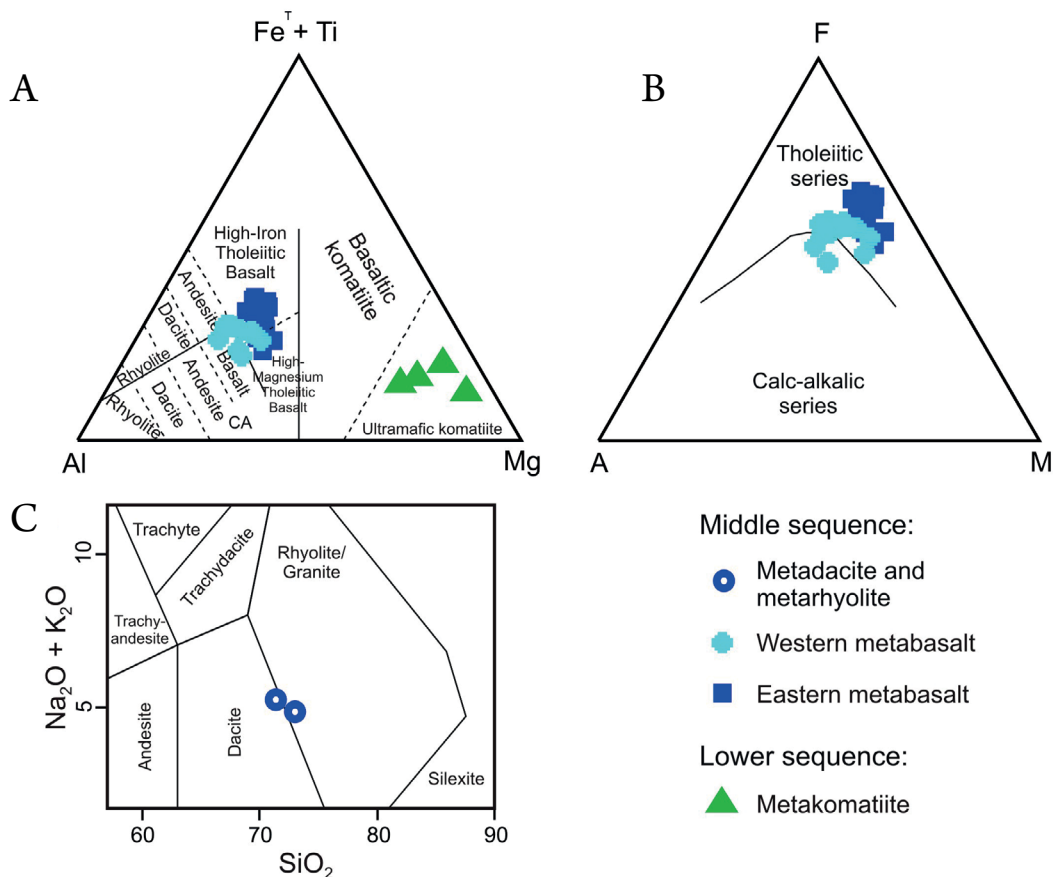 A
Fe^T + Ti
High-Iron
Tholeiitic
Basalt
Basaltic
komatiite
Andesite
Dacite
Rhyolite
Basalt
Andesite
Dacite
Rhyolite
CA
High-
Magnesium
Tholeiitic
Basalt
Ultramafic komatiite
Al
Mg
B
F
Tholeiitic
series
Calc-alkalic
series
A
M
C
Na₂O + K₂O
10
5
Trachyte
Trachydacite
Rhyolite/
Granite
Trachy-
andesite
Andesite
Dacite
Silexite
60
70
80
90
SiO₂
Middle sequence:
Metadacite and
metarhyolite
Western metabasalt
Eastern metabasalt
Lower sequence:
Metakomatiite